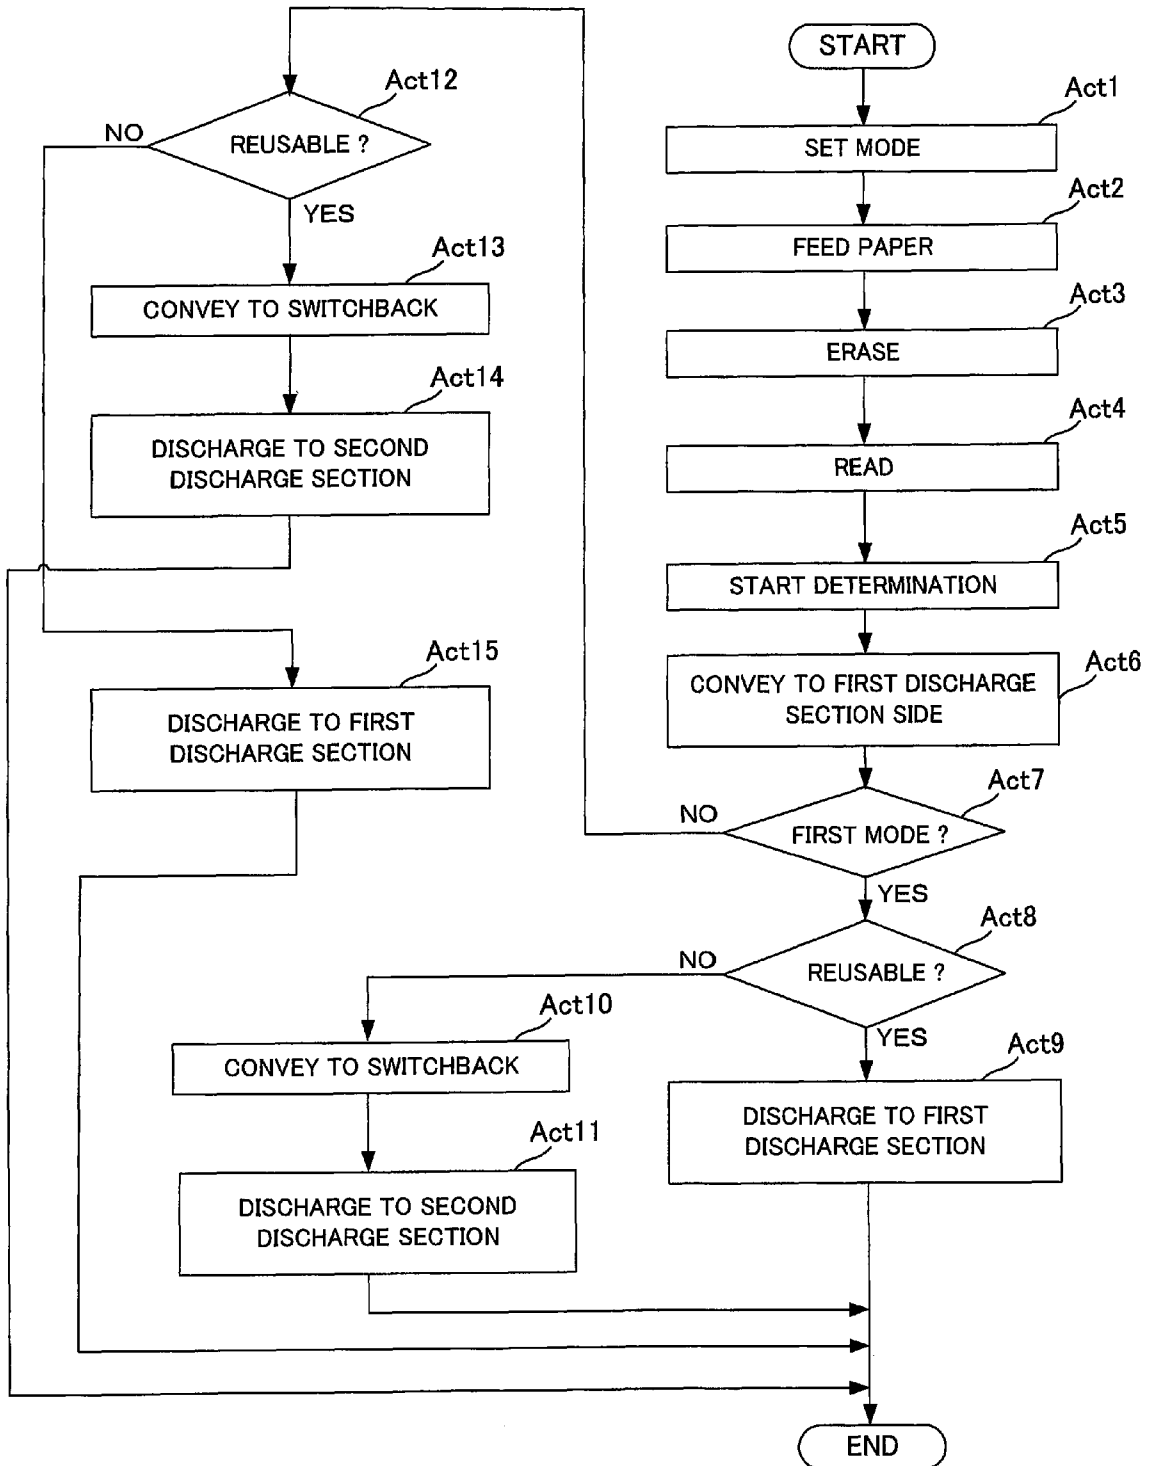 START
Act1
SET MODE
Act2
FEED PAPER
Act3
ERASE
Act4
READ
Act5
START DETERMINATION
Act6
CONVEY TO FIRST DISCHARGE
SECTION SIDE
Act7
FIRST MODE ?
NO
YES
Act8
REUSABLE ?
NO
YES
Act9
DISCHARGE TO FIRST
DISCHARGE SECTION
Act10
CONVEY TO SWITCHBACK
Act11
DISCHARGE TO SECOND
DISCHARGE SECTION
Act12
REUSABLE ?
NO
YES
Act13
CONVEY TO SWITCHBACK
Act14
DISCHARGE TO SECOND
DISCHARGE SECTION
Act15
DISCHARGE TO FIRST
DISCHARGE SECTION
END